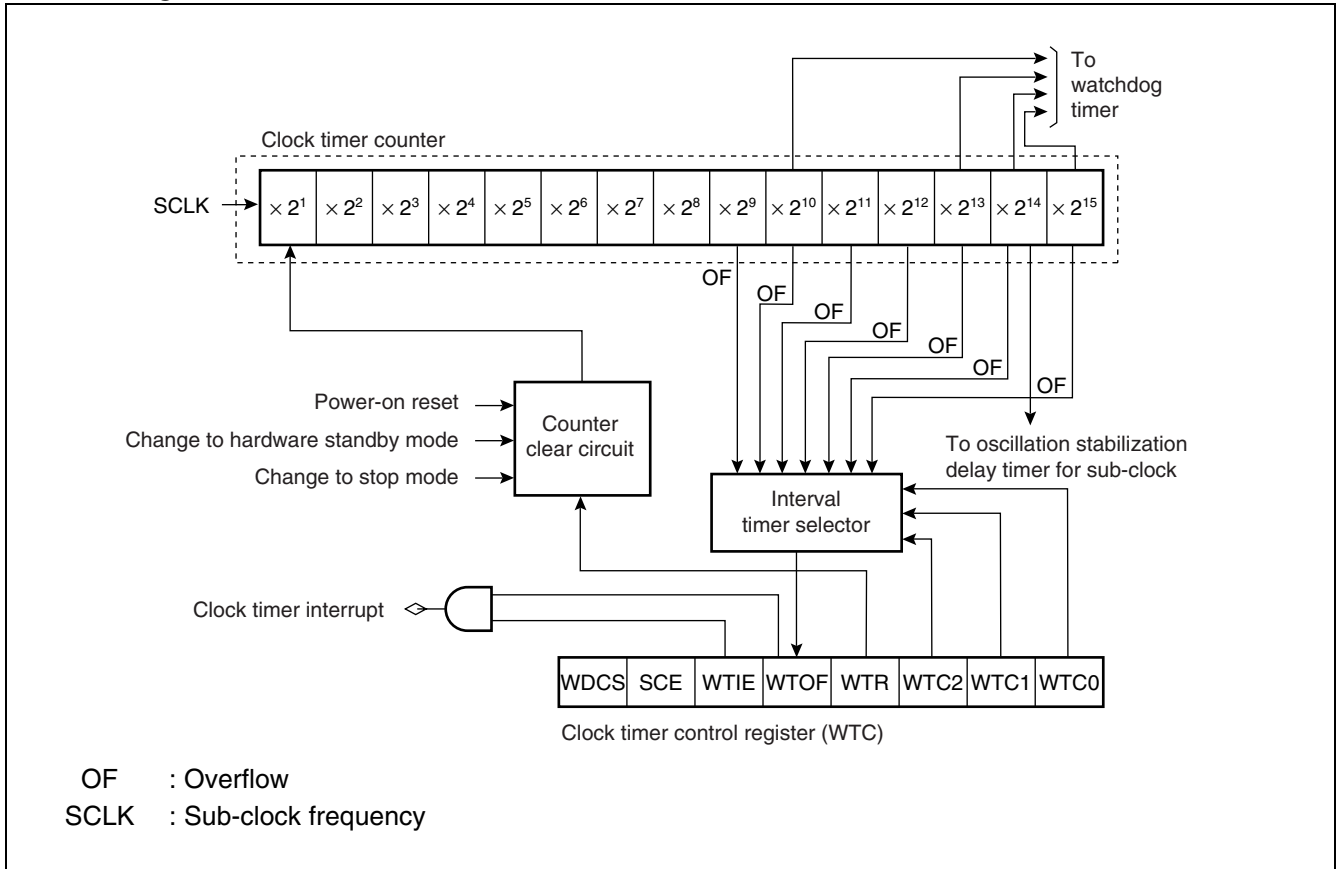 To
watchdog
timer
Clock timer counter
SCLK
× 2¹ × 2² × 2³ × 2⁴ × 2⁵ × 2⁶ × 2⁷ × 2⁸ × 2⁹ × 2¹⁰ × 2¹¹ × 2¹² × 2¹³ × 2¹⁴ × 2¹⁵
OF
OF
OF
OF
OF
OF
OF
Power-on reset
Change to hardware standby mode
Change to stop mode
Counter
clear circuit
To oscillation stabilization
delay timer for sub-clock
Interval
timer selector
Clock timer interrupt
WDCS SCE WTIE WTOF WTR WTC2 WTC1 WTC0
Clock timer control register (WTC)
OF : Overflow
SCLK : Sub-clock frequency